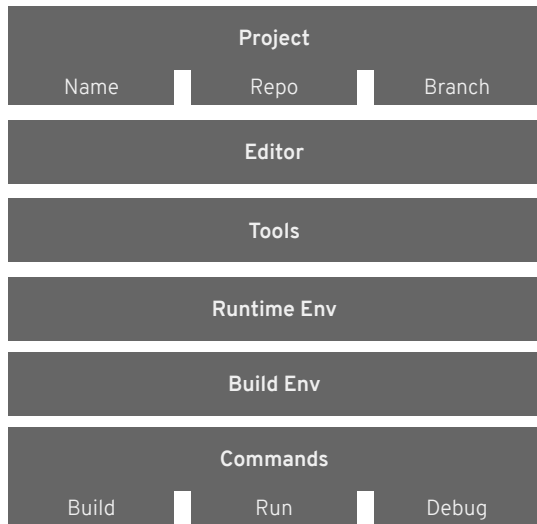 Project
Name Repo Branch
Editor
Tools
Runtime Env
Build Env
Commands
Build Run Debug